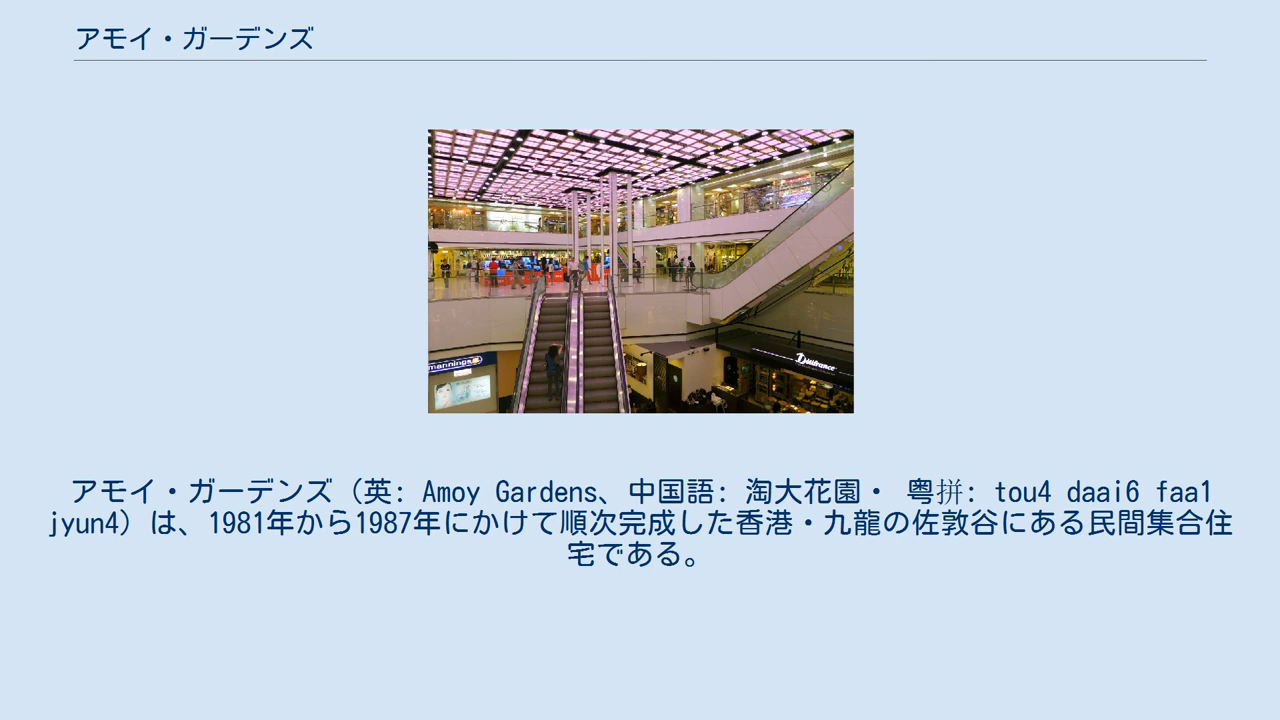 アモイ・ガーデンズ
mannings
Délifrance
アモイ・ガーデンズ（英: Amoy Gardens、中国語: 淘大花園・ 粤拼: tou4 daai6 faa1
jyun4）は、1981年から1987年にかけて順次完成した香港・九龍の佐敦谷にある民間集合住
宅である。